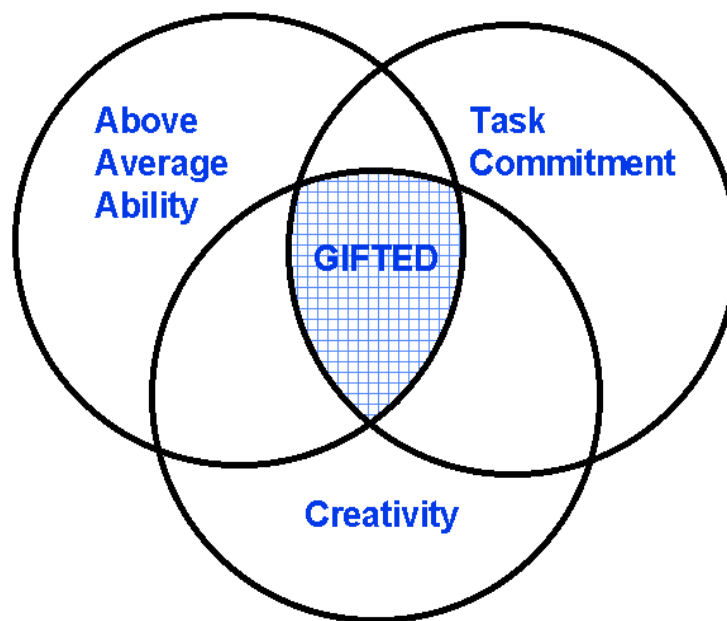 Above
Average
Ability
Task
Commitment
GIFTED
Creativity